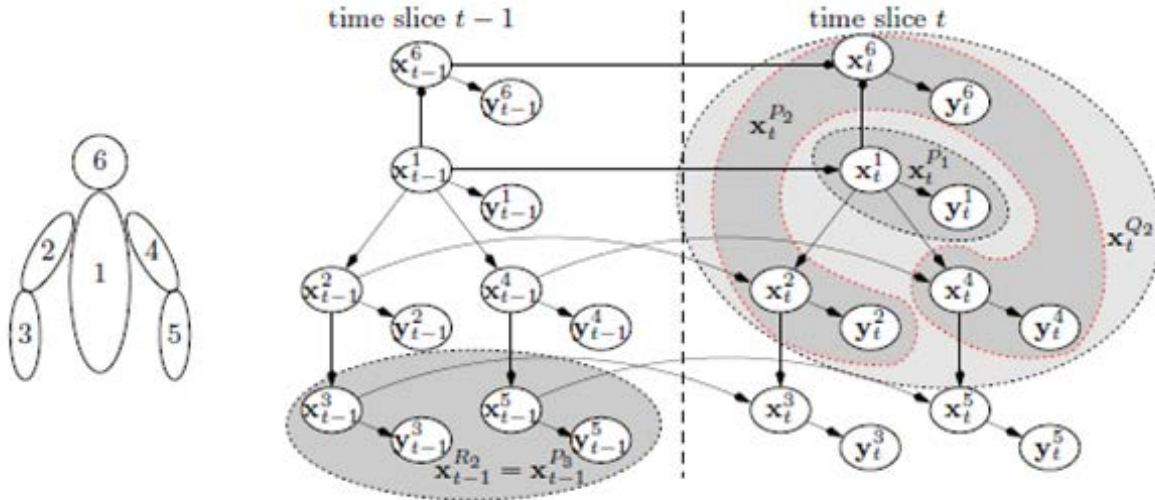 time slice t − 1
time slice t
x_{t−1}^6
y_{t−1}^6
x_t^6
y_t^6
x_t^{P_2}
6
x_{t−1}^1
y_{t−1}^1
x_t^1
x_t^{P_1}
y_t^1
2
4
1
x_t^{Q_2}
x_{t−1}^2
x_{t−1}^4
x_t^2
x_t^4
3
5
y_{t−1}^2
y_{t−1}^4
y_t^2
y_t^4
x_{t−1}^3
x_{t−1}^5
x_t^3
x_t^5
y_{t−1}^3
y_{t−1}^5
y_t^3
y_t^5
x_{t−1}^{R_2} = x_{t−1}^{P_3}